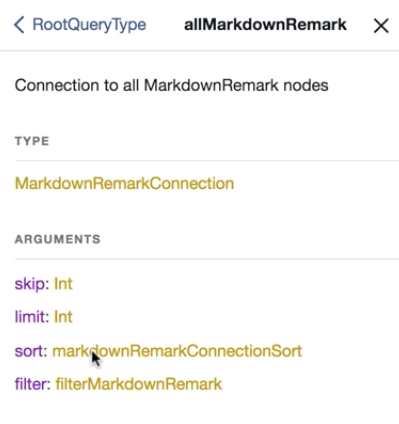 RootQueryType allMarkdownRemark
Connection to all MarkdownRemark nodes
TYPE
MarkdownRemarkConnection
ARGUMENTS
skip: Int
limit: Int
sort: markdownRemarkConnectionSort
filter: filterMarkdownRemark